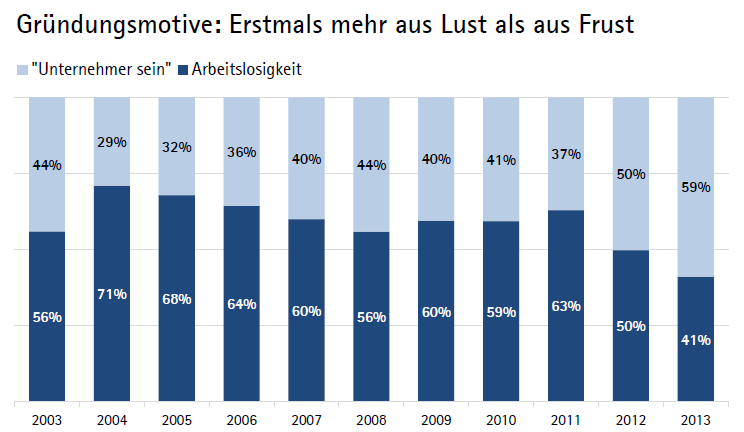 Gründungsmotive: Erstmals mehr aus Lust als aus Frust
"Unternehmer sein" Arbeitslosigkeit
44% 29% 32% 36% 40% 44% 40% 41% 37% 50% 59%
56% 71% 68% 64% 60% 56% 60% 59% 63% 50% 41%
2003 2004 2005 2006 2007 2008 2009 2010 2011 2012 2013